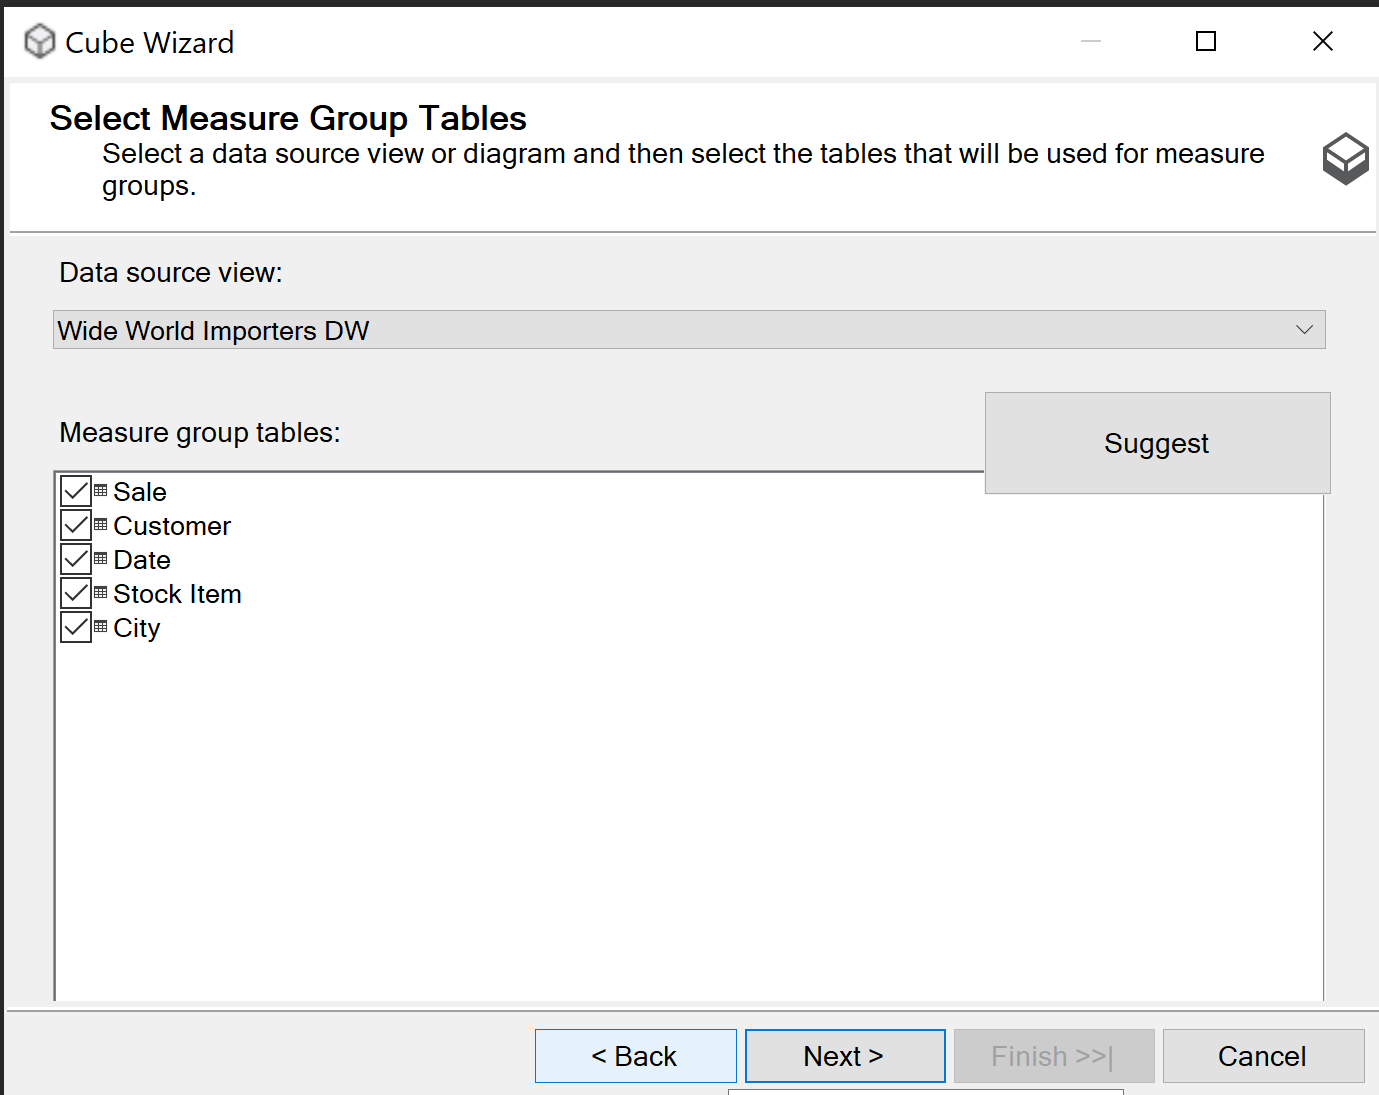 Cube Wizard
Select Measure Group Tables
Select a data source view or diagram and then select the tables that will be used for measure
groups.
Data source view:
Wide World Importers DW
Measure group tables:
Suggest
Sale
Customer
Date
Stock Item
City
< Back
Next >
Finish >>|
Cancel